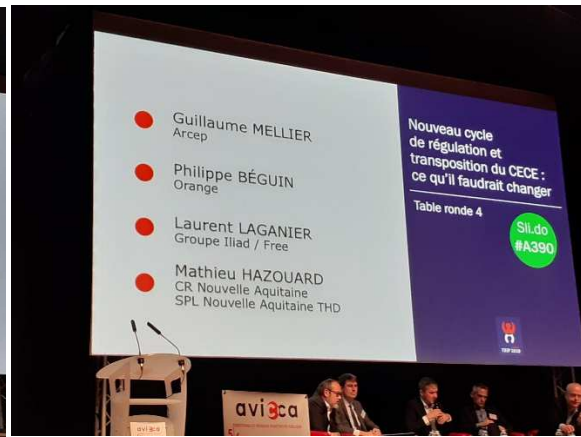 Guillaume MELLIER
Arcep
Philippe BÉGUIN
Orange
Laurent LAGANIER
Groupe Iliad / Free
Mathieu HAZOUARD
CR Nouvelle Aquitaine
SPL Nouvelle Aquitaine THD
Nouveau cycle
de régulation et
transposition du CECE :
ce qu'il faudrait changer
Table ronde 4
Sli.do
#A390
avicca
avicca